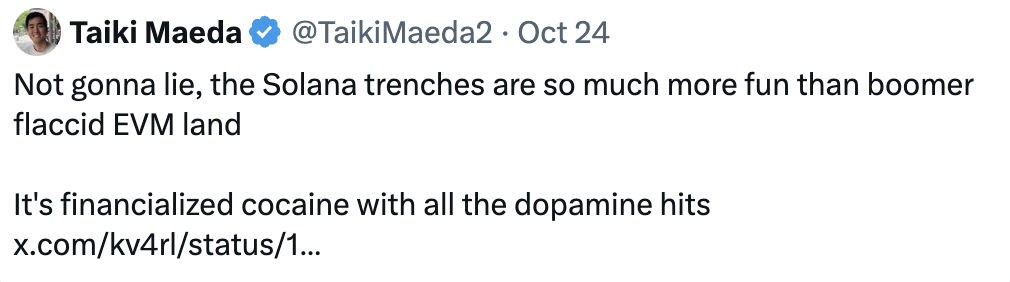 Taiki Maeda @TaikiMaeda2 · Oct 24
Not gonna lie, the Solana trenches are so much more fun than boomer
flaccid EVM land
It's financialized cocaine with all the dopamine hits
x.com/kv4rl/status/1...